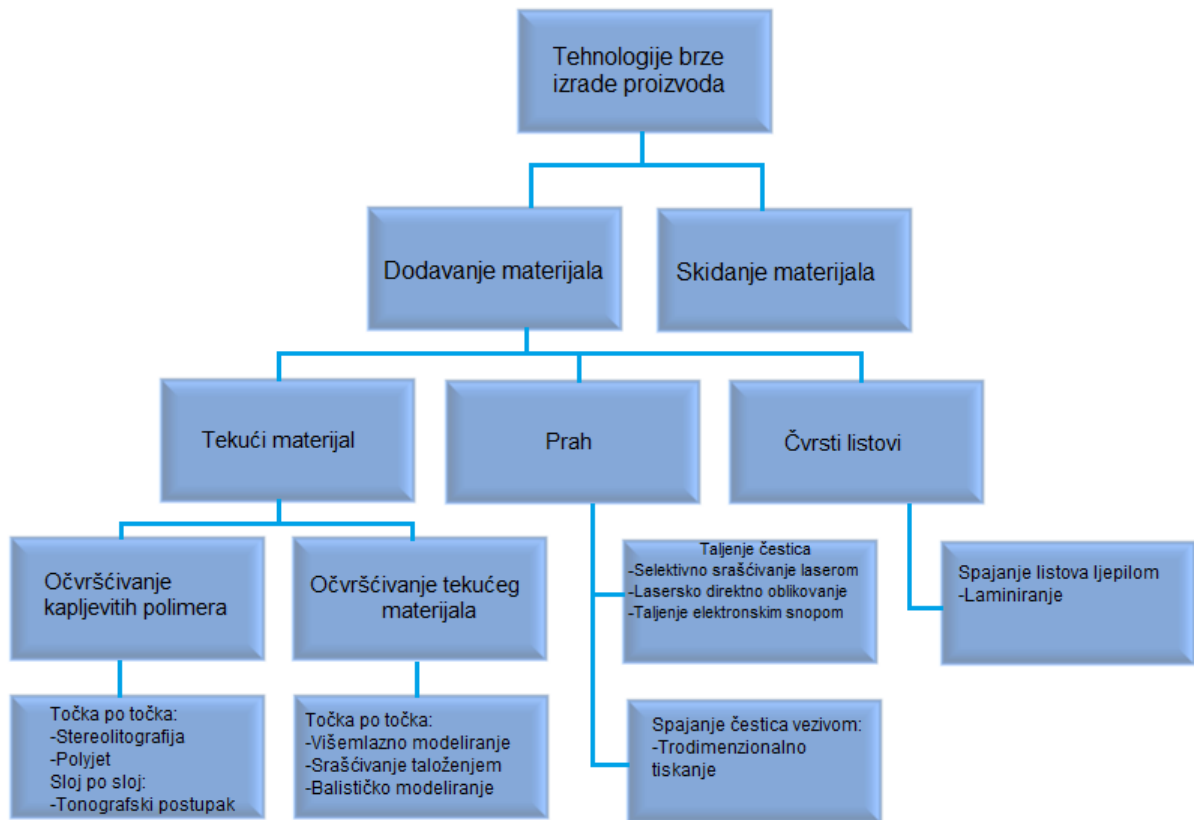 Tehnologije brze
izrade proizvoda
Dodavanje materijala
Skidanje materijala
Tekući materijal
Prah
Čvrsti listovi
Očvršćivanje
kapljevitih polimera
Očvršćivanje tekućeg
materijala
Taljenje čestica
-Selektivno srašćivanje laserom
-Lasersko direktno oblikovanje
-Taljenje elektronskim snopom
Spajanje listova ljepilom
-Laminiranje
Točka po točka:
-Stereolitografija
-Polyjet
Sloj po sloj:
-Tonografski postupak
Točka po točka:
-Višemlazno modeliranje
-Srašćivanje taloženjem
-Balističko modeliranje
Spajanje čestica vezivom:
-Trodimenzionalno
tiskanje